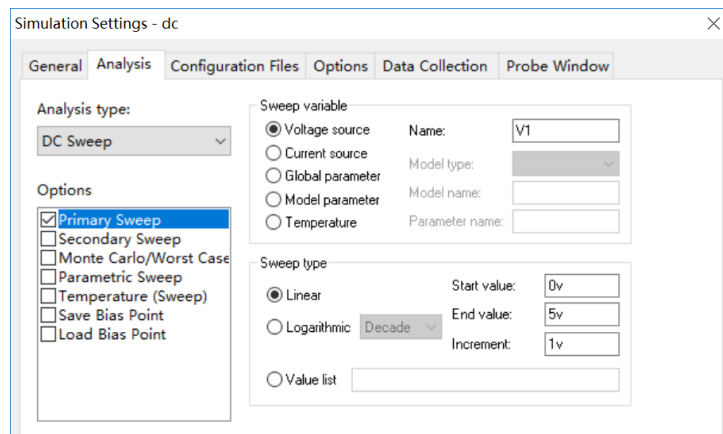 Simulation Settings - dc
General Analysis Configuration Files Options Data Collection Probe Window
Analysis type:
DC Sweep
Options
Primary Sweep
Secondary Sweep
Monte Carlo/Worst Case
Parametric Sweep
Temperature (Sweep)
Save Bias Point
Load Bias Point
Sweep variable
Voltage source
Current source
Global parameter
Model parameter
Temperature
Name: V1
Model type:
Model name:
Parameter name:
Sweep type
Linear
Logarithmic Decade
Value list
Start value: 0v
End value: 5v
Increment: 1v